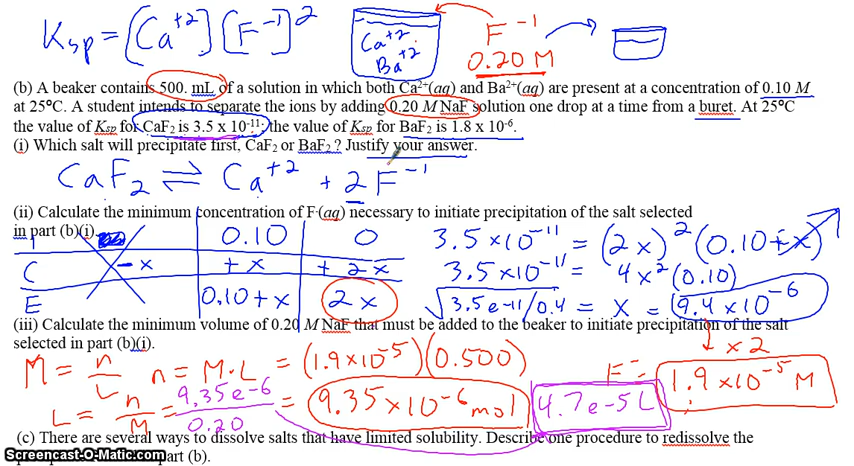 Ksp = [Ca+2] [F-1]2
Ca+2
Ba+2
F-1
0.20 M
(b) A beaker contains 500. mL of a solution in which both Ca2+(aq) and Ba2+(aq) are present at a concentration of 0.10 M
at 25°C. A student intends to separate the ions by adding 0.20 M NaF solution one drop at a time from a buret. At 25°C
the value of Ksp for CaF2 is 3.5 x 10-11; the value of Ksp for BaF2 is 1.8 x 10-6.
(i) Which salt will precipitate first, CaF2 or BaF2 ? Justify your answer.
CaF2 ⇌ Ca+2 + 2F-1
(ii) Calculate the minimum concentration of F-(aq) necessary to initiate precipitation of the salt selected
in part (b)(i).
I 0.10 0
C -x +x + 2x
E 0.10+x 2x
3.5 x 10-11 = (2x)2 (0.10+x)
3.5 x 10-11 = 4x2 (0.10)
√3.5e-11/0.4 = x = 9.4 x 10-6
(iii) Calculate the minimum volume of 0.20 M NaF that must be added to the beaker to initiate precipitation of the salt
selected in part (b)(i).
↓ x 2
M = n/L n = M·L = (1.9 x 10-5)(0.500)
F- = 1.9 x 10-5 M
L = n/M = 9.35e-6/0.20 = 9.35 x 10-6 mol
4.7e-5 L
(c) There are several ways to dissolve salts that have limited solubility. Describe one procedure to redissolve the
part (b).
Screencast-O-Matic.com